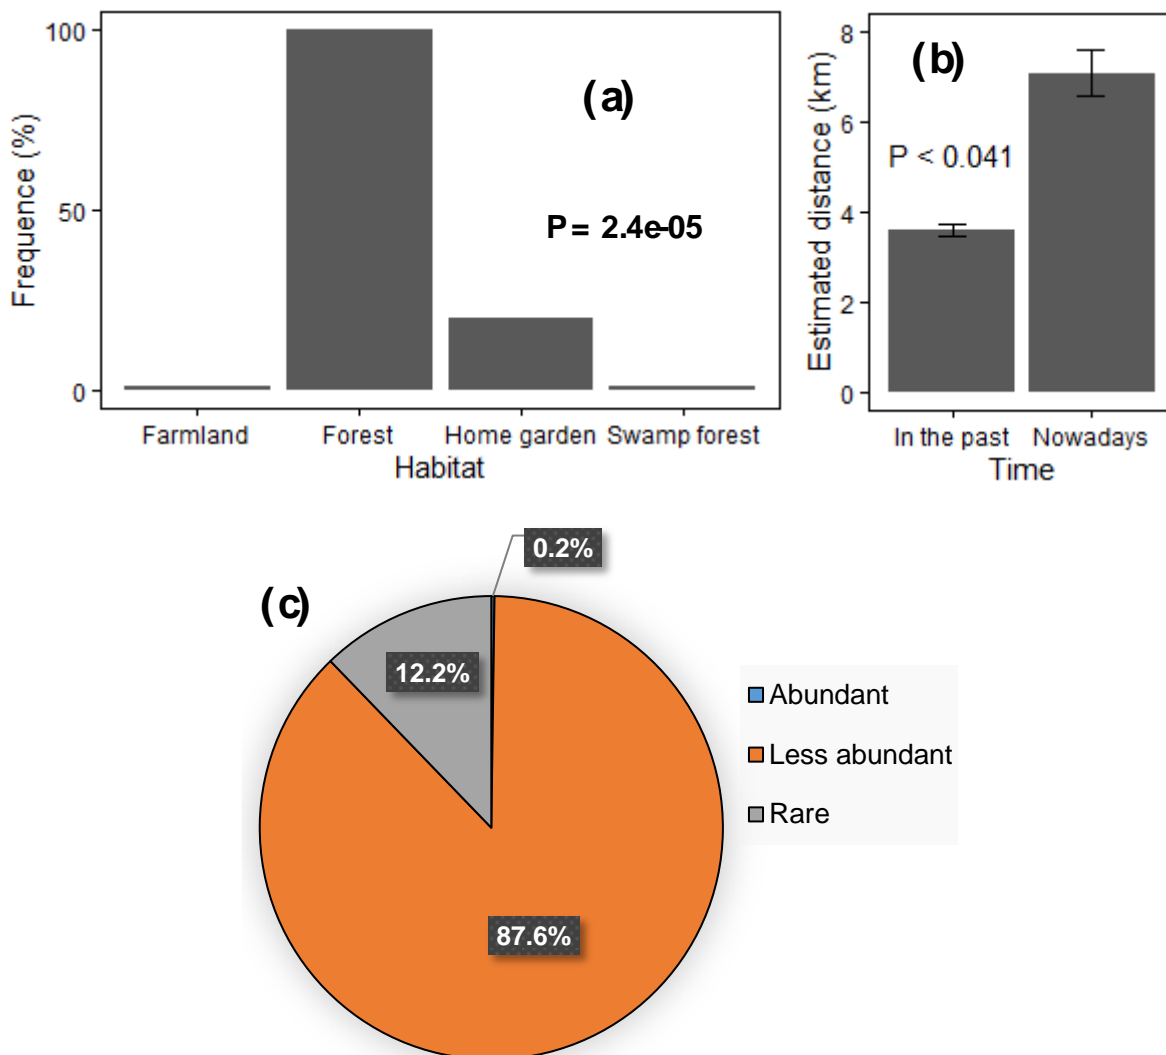 (a)
Frequence (%)
100
50
0
P = 2.4e-05
Farmland Forest Home garden Swamp forest
Habitat
(b)
Estimated distance (km)
8
6
4
2
0
P < 0.041
In the past Nowadays
Time
(c)
0.2%
12.2%
87.6%
Abundant
Less abundant
Rare